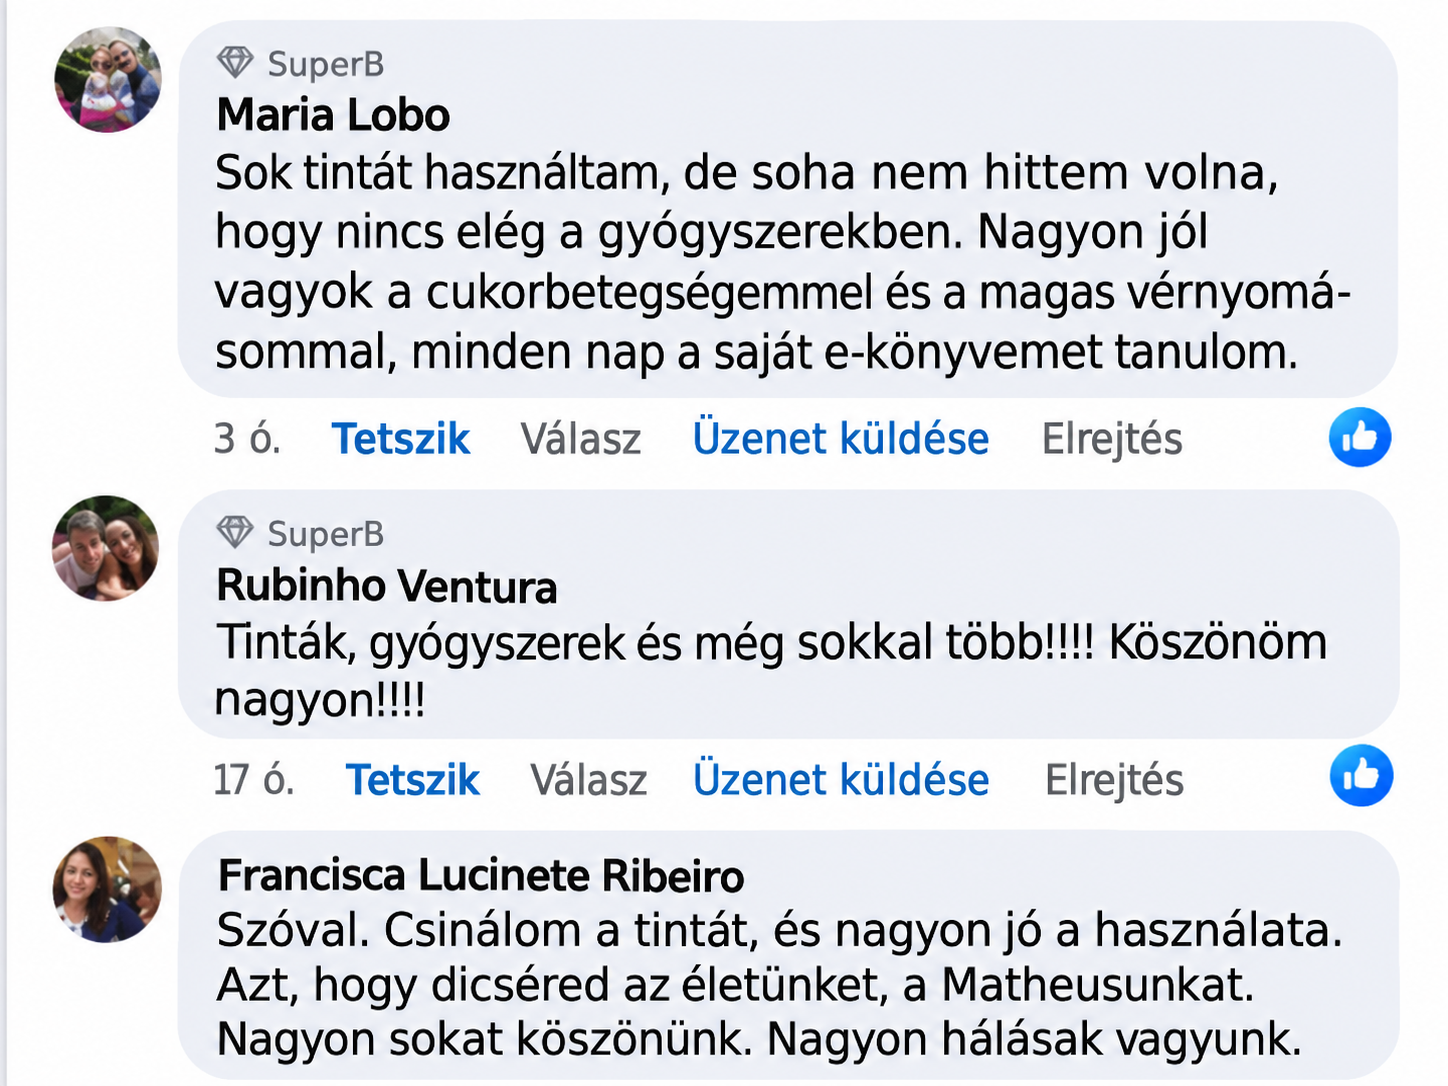 SuperB
Maria Lobo
Sok tintát használtam, de soha nem hittem volna,
hogy nincs elég a gyógyszerekben. Nagyon jól
vagyok a cukorbetegségemmel és a magas vérnyomá-
sommal, minden nap a saját e-könyvemet tanulom.
3 ó. Tetszik Válasz Üzenet küldése Elrejtés
SuperB
Rubinho Ventura
Tinták, gyógyszerek és még sokkal több!!!! Köszönöm
nagyon!!!!
17 ó. Tetszik Válasz Üzenet küldése Elrejtés
Francisca Lucinete Ribeiro
Szóval. Csinálom a tintát, és nagyon jó a használata.
Azt, hogy dicséred az életünket, a Matheusunkat.
Nagyon sokat köszönünk. Nagyon hálásak vagyunk.